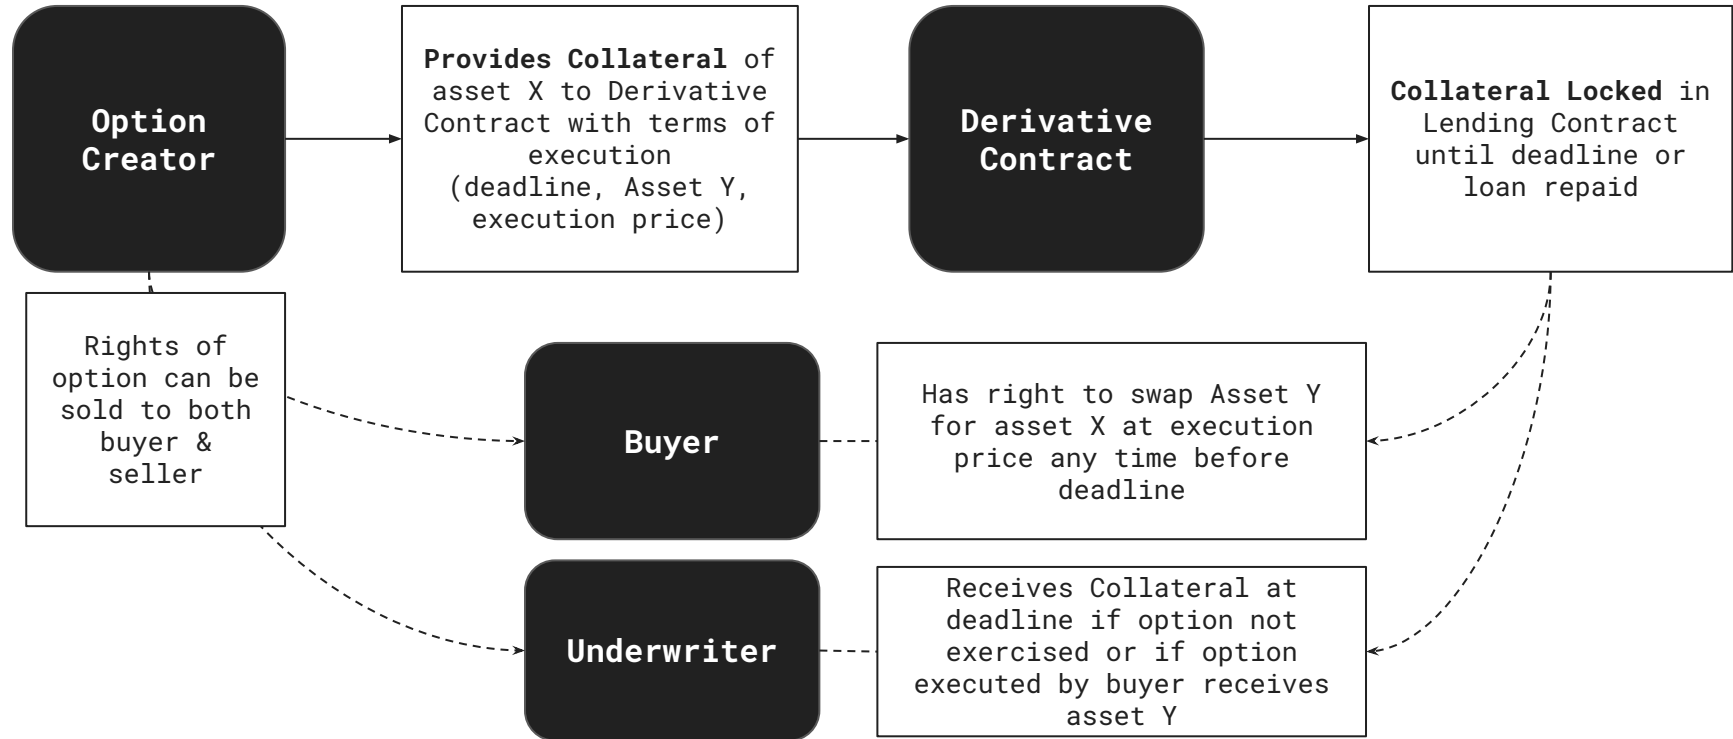 Option
Creator
Provides Collateral of
asset X to Derivative
Contract with terms of
execution
(deadline, Asset Y,
execution price)
Derivative
Contract
Collateral Locked in
Lending Contract
until deadline or
loan repaid
Rights of
option can be
sold to both
buyer &
seller
Buyer
Has right to swap Asset Y
for asset X at execution
price any time before
deadline
Underwriter
Receives Collateral at
deadline if option not
exercised or if option
executed by buyer receives
asset Y